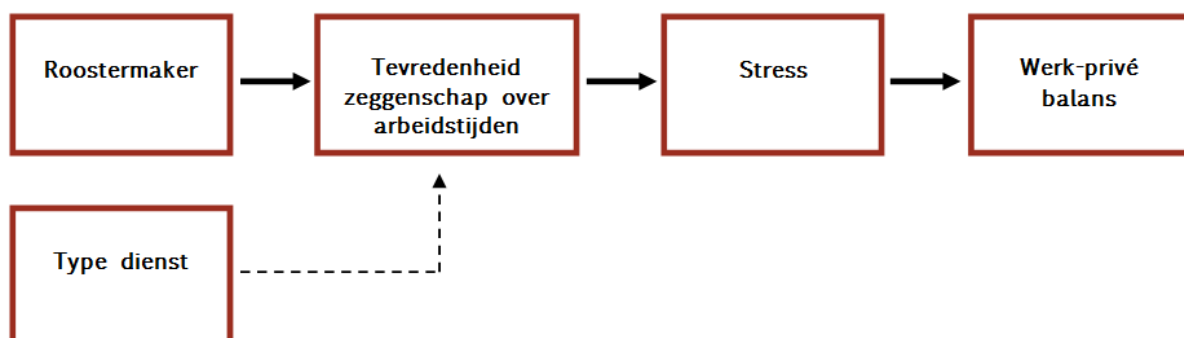 Roostermaker
Tevredenheid
zeggenschap over
arbeidstijden
Stress
Werk-privé
balans
Type dienst